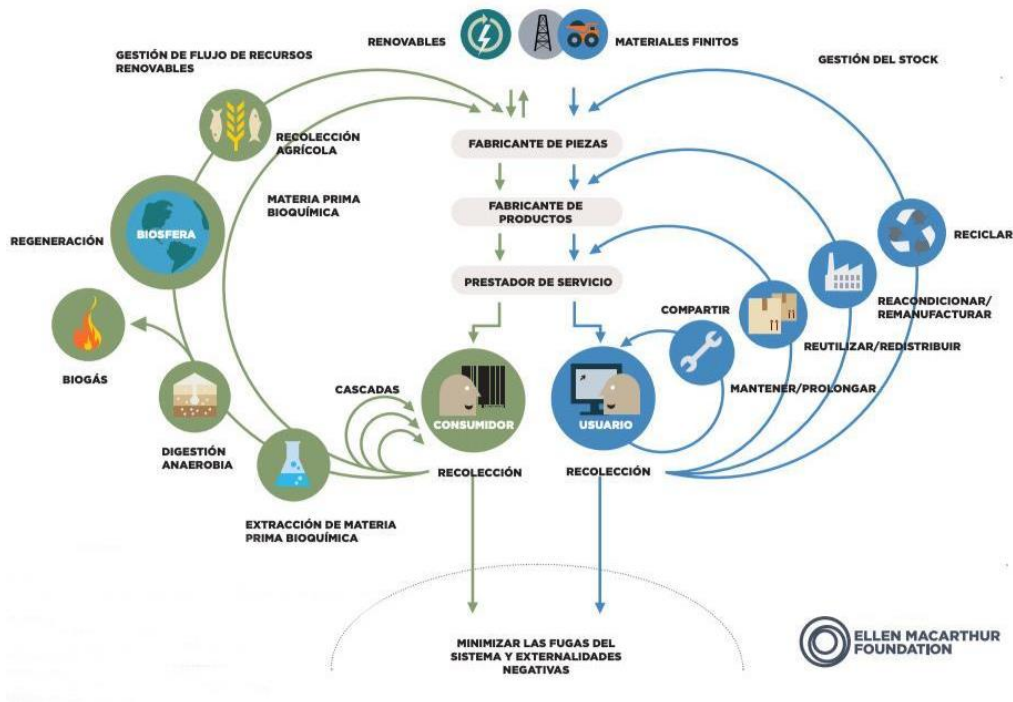 RENOVABLES
MATERIALES FINITOS
GESTIÓN DE FLUJO DE RECURSOS
RENOVABLES
GESTIÓN DEL STOCK
RECOLECCIÓN
AGRÍCOLA
FABRICANTE DE PIEZAS
MATERIA PRIMA
BIOQUÍMICA
FABRICANTE DE
PRODUCTOS
REGENERACIÓN
BIOSFERA
RECICLAR
PRESTADOR DE SERVICIO
REACONDICIONAR/
REMANUFACTURAR
COMPARTIR
REUTILIZAR/REDISTRIBUIR
BIOGÁS
CASCADAS
MANTENER/PROLONGAR
CONSUMIDOR
USUARIO
DIGESTIÓN
ANAEROBIA
RECOLECCIÓN
RECOLECCIÓN
EXTRACCIÓN DE MATERIA
PRIMA BIOQUÍMICA
MINIMIZAR LAS FUGAS DEL
SISTEMA Y EXTERNALIDADES
NEGATIVAS
ELLEN MACARTHUR
FOUNDATION